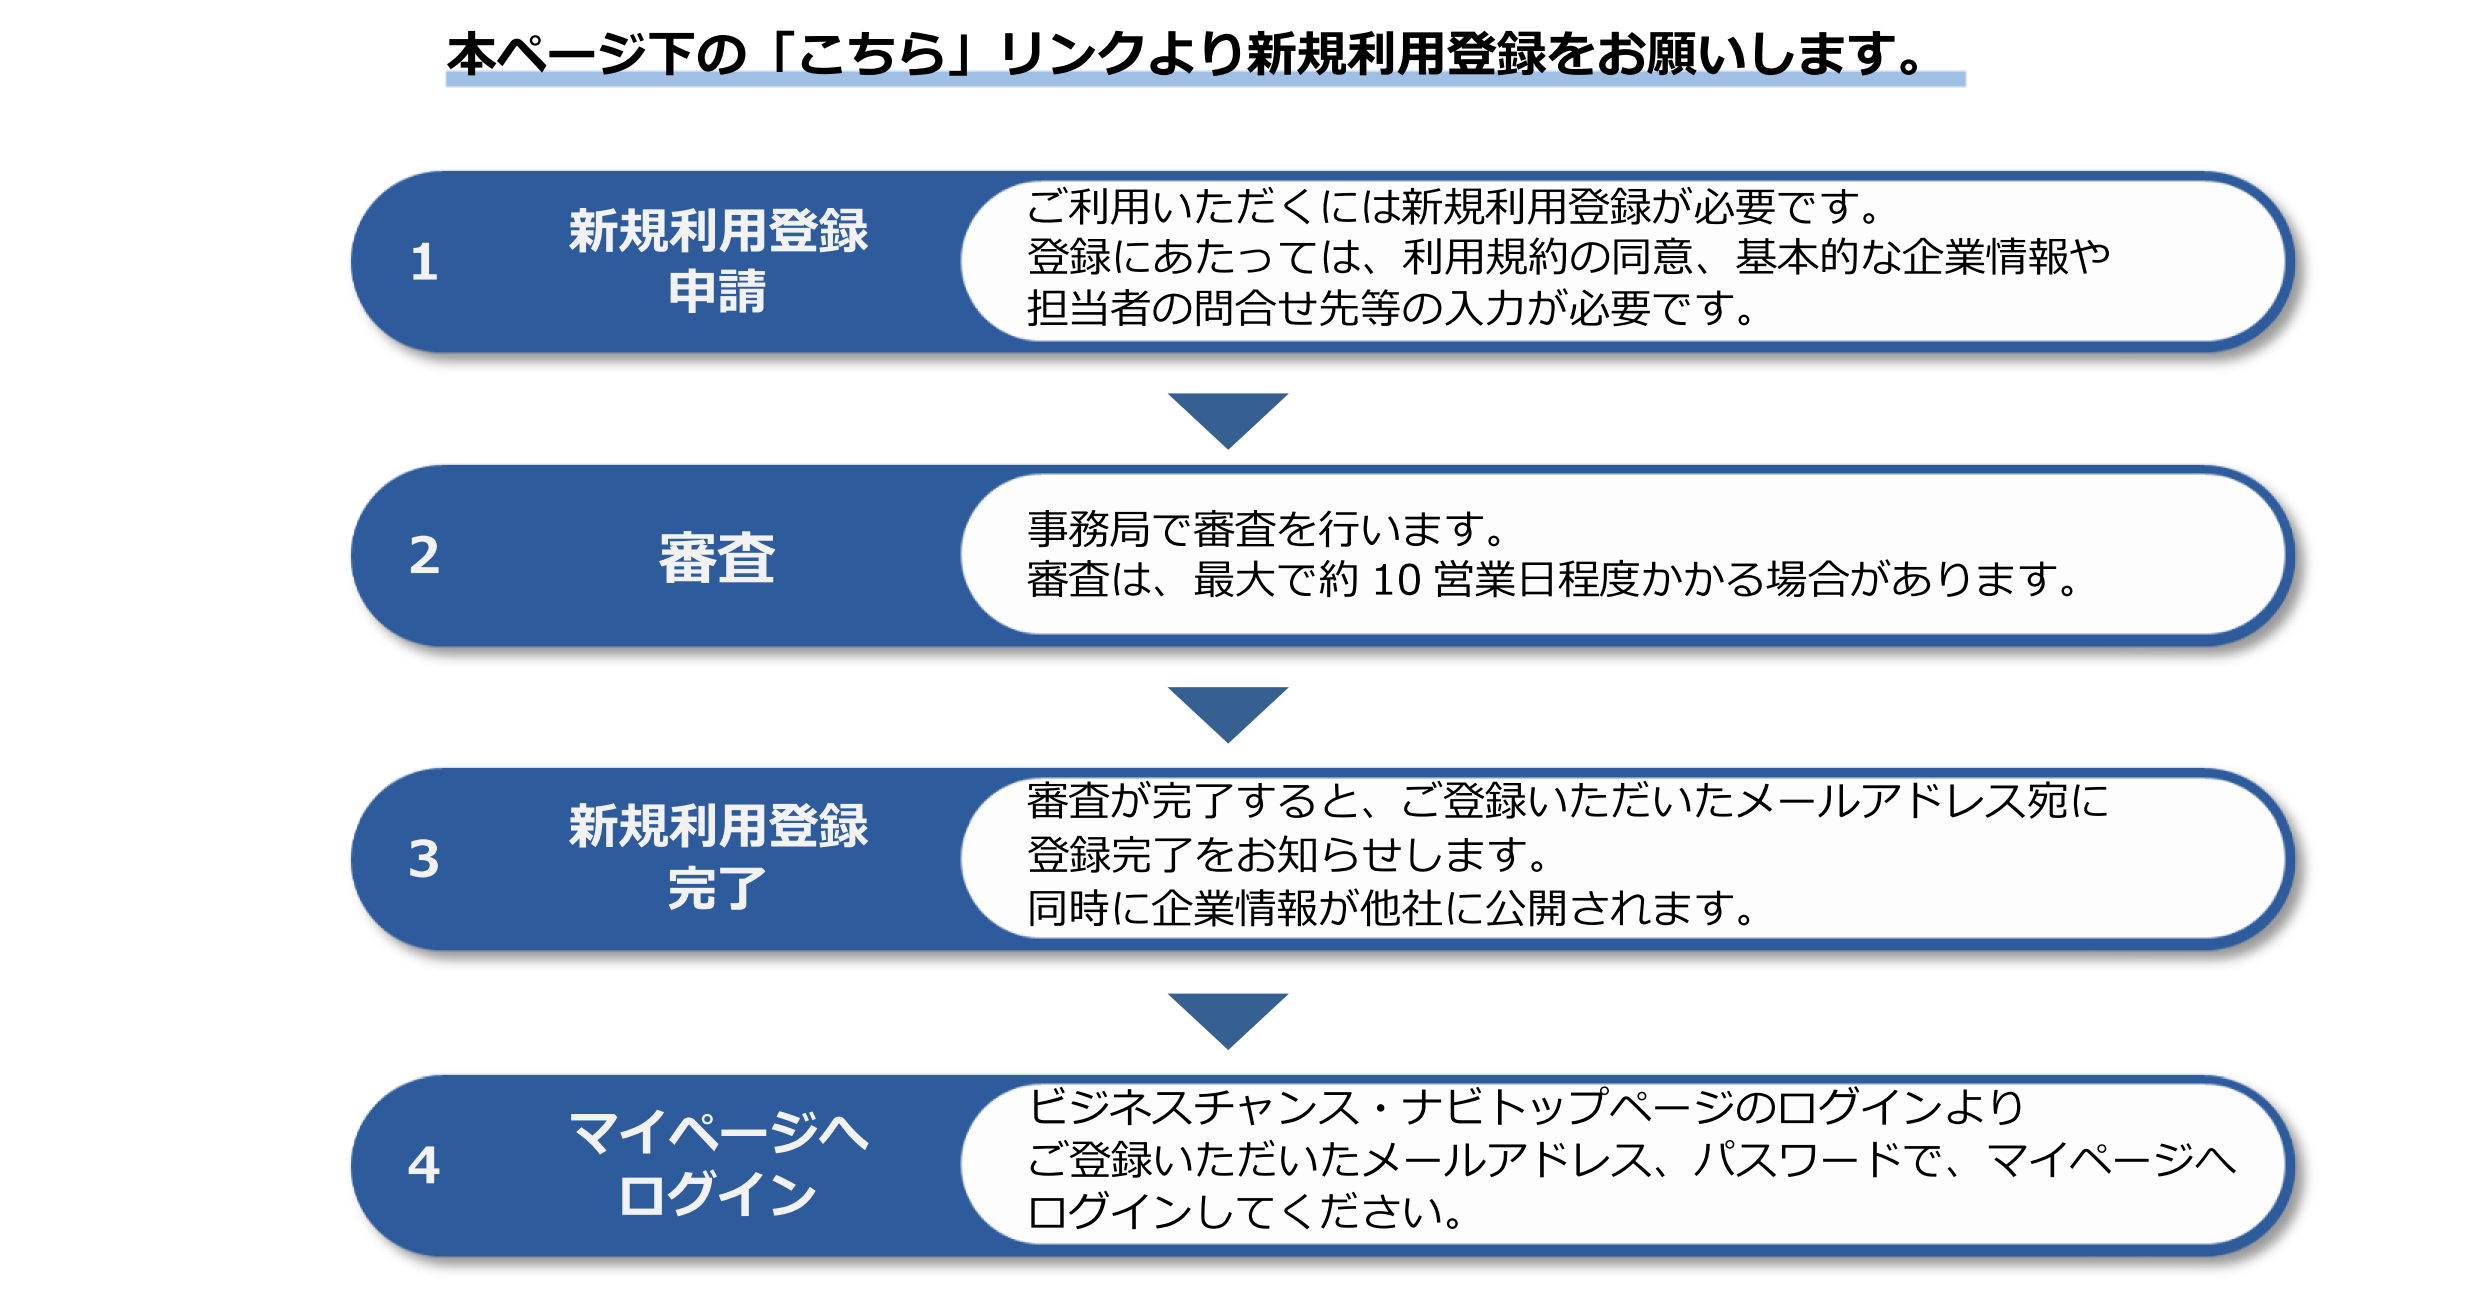 本ページ下の「こちら」リンクより新規利用登録をお願いします。
1
新規利用登録
申請
ご利用いただくには新規利用登録が必要です。
登録にあたっては、利用規約の同意、基本的な企業情報や
担当者の問合せ先等の入力が必要です。
2
審査
事務局で審査を行います。
審査は、最大で約 10 営業日程度かかる場合があります。
3
新規利用登録
完了
審査が完了すると、ご登録いただいたメールアドレス宛に
登録完了をお知らせします。
同時に企業情報が他社に公開されます。
4
マイページへ
ログイン
ビジネスチャンス・ナビトップページのログインより
ご登録いただいたメールアドレス、パスワードで、マイページへ
ログインしてください。